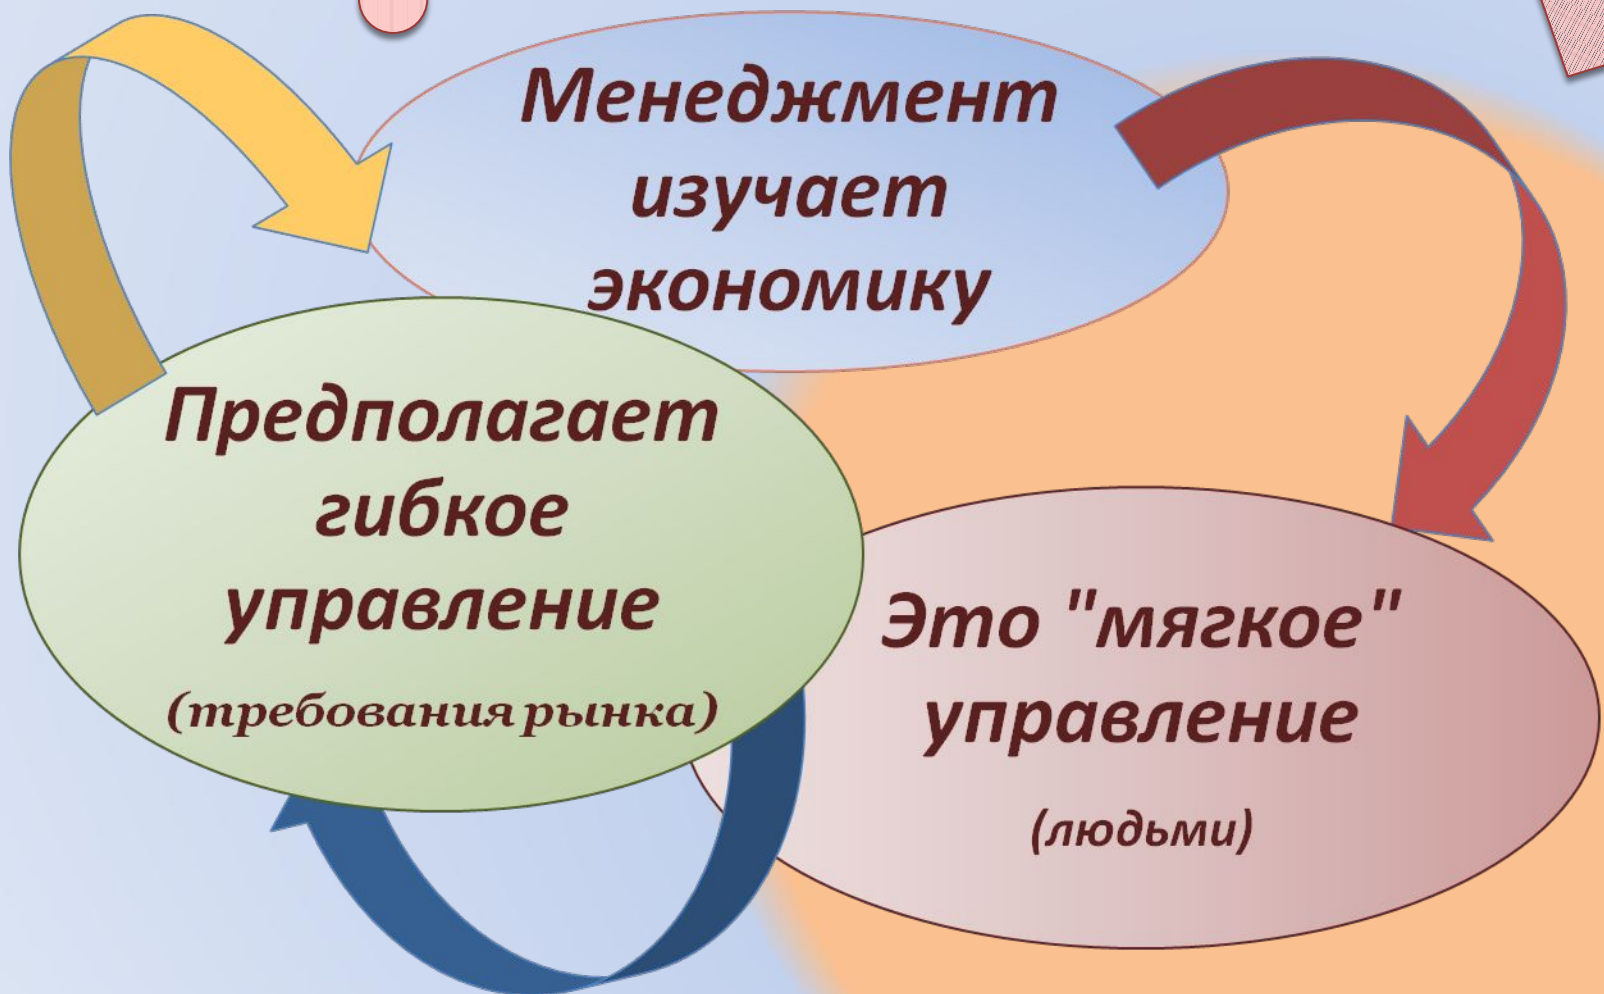 Менеджмент
изучает
экономику
Предполагает
гибкое
управление
(требования рынка)
Это "мягкое"
управление
(людьми)